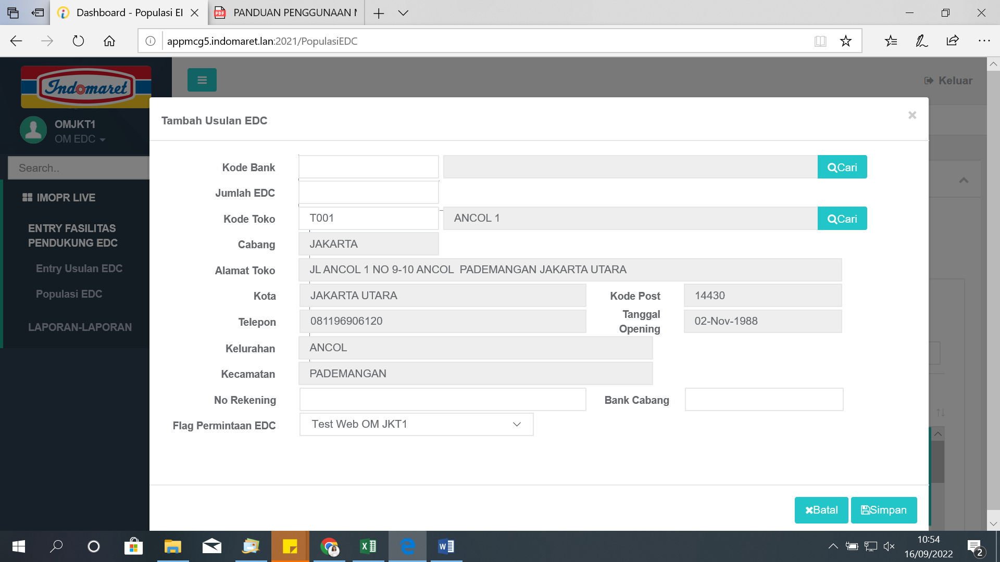 Dashboard - Populasi EI
PANDUAN PENGGUNAAN
appmcg5.indomaret.lan:2021/PopulasiEDC
Indomaret
Keluar
OMJKT1
OM EDC
Search..
IMOPR LIVE
ENTRY FASILITAS
PENDUKUNG EDC
Entry Usulan EDC
Populasi EDC
LAPORAN-LAPORAN
Tambah Usulan EDC
Kode Bank
Cari
Jumlah EDC
Kode Toko T001 ANCOL 1 Cari
Cabang JAKARTA
Alamat Toko JL ANCOL 1 NO 9-10 ANCOL  PADEMANGAN JAKARTA UTARA
Kota JAKARTA UTARA Kode Post 14430
Telepon 081196906120 Tanggal Opening 02-Nov-1988
Kelurahan ANCOL
Kecamatan PADEMANGAN
No Rekening Bank Cabang
Flag Permintaan EDC Test Web OM JKT1
Batal Simpan
10:54
16/09/2022
2